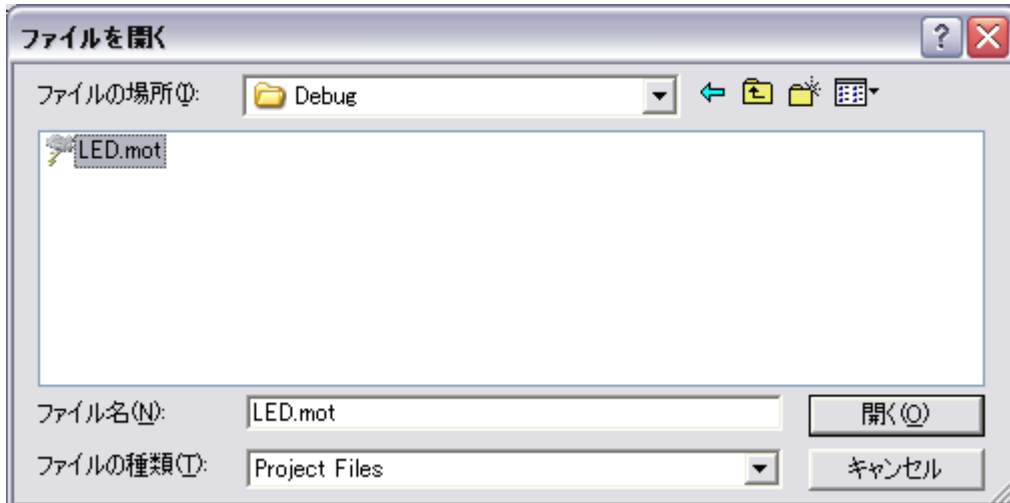 ファイルを開く
ファイルの場所(I): Debug
LED.mot
ファイル名(N): LED.mot 開く(O)
ファイルの種類(T): Project Files キャンセル